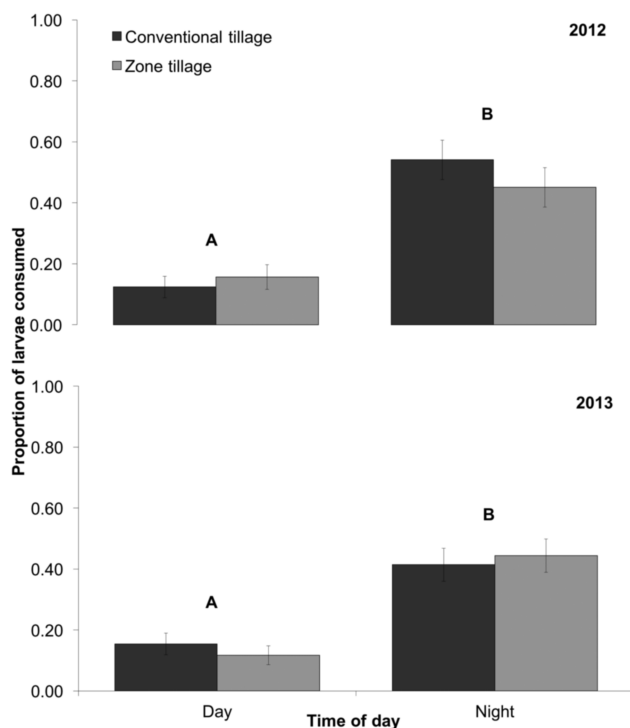 1.00
2012
Conventional tillage
Zone tillage
0.80
B
0.60
0.40
A
0.20
0.00
Proportion of larvae consumed
1.00
2013
0.80
0.60
B
0.40
A
0.20
0.00
Day
Night
Time of day